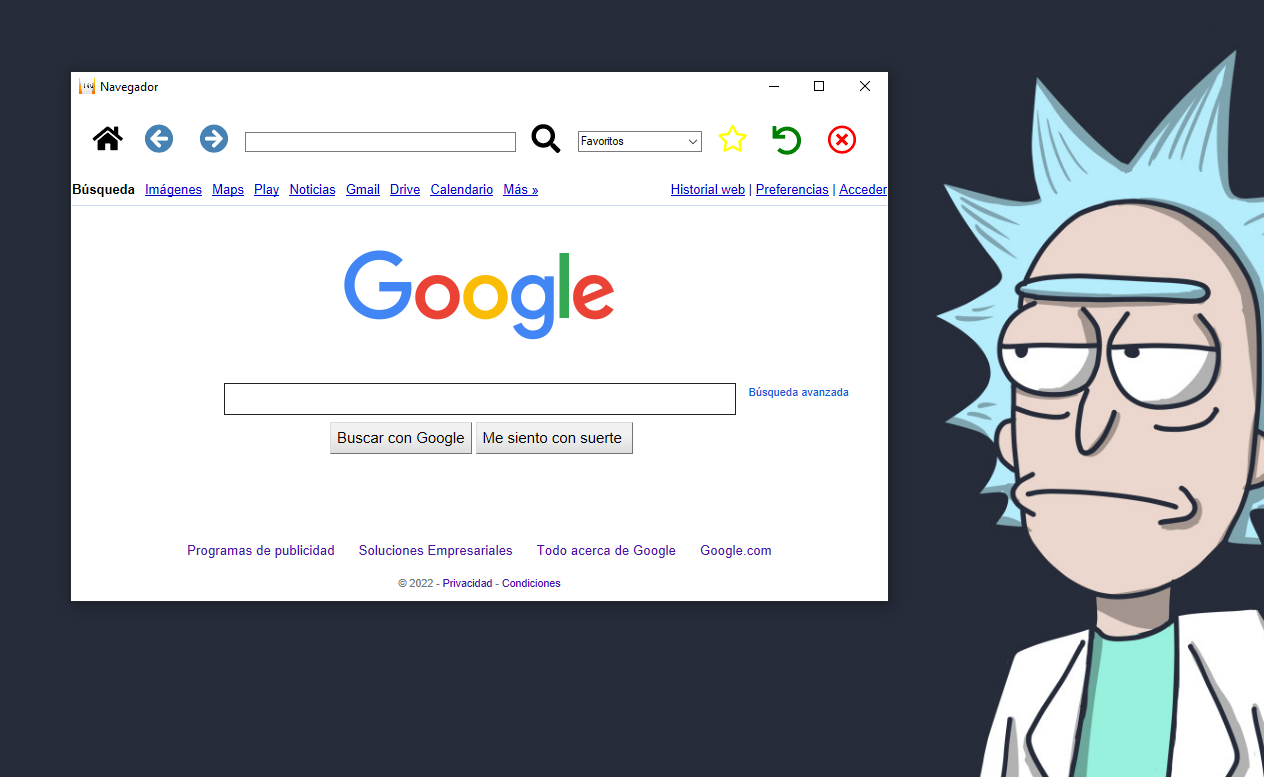 Navegador
Favoritos
Búsqueda Imágenes Maps Play Noticias Gmail Drive Calendario Más » Historial web | Preferencias | Acceder
Google
Búsqueda avanzada
Buscar con Google Me siento con suerte
Programas de publicidad Soluciones Empresariales Todo acerca de Google Google.com
© 2022 - Privacidad - Condiciones